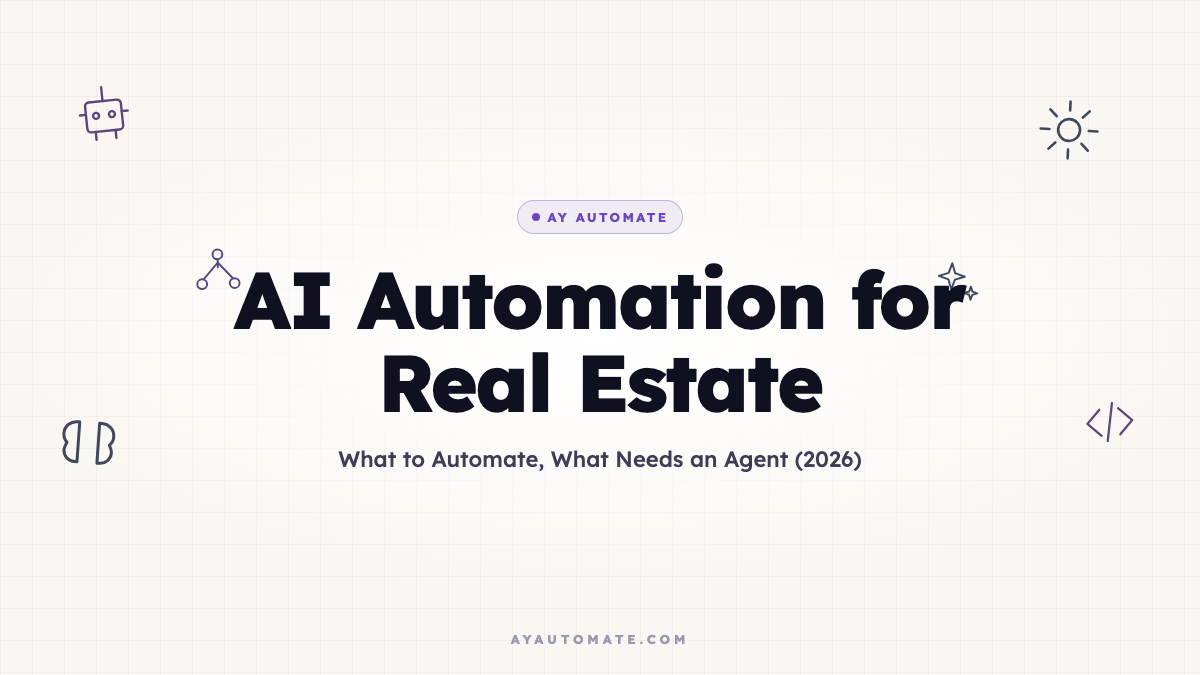 AY AUTOMATE
AI Automation for
Real Estate
What to Automate, What Needs an Agent (2026)
AYAUTOMATE.COM